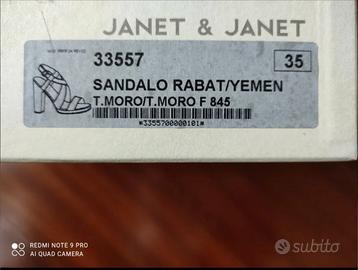 JANET & JANET
33557
35
SANDALO RABAT/YEMEN
T.MORO/T.MORO F 845
*3355700000101*
REDMI NOTE 9 PRO
AI QUAD CAMERA
subito